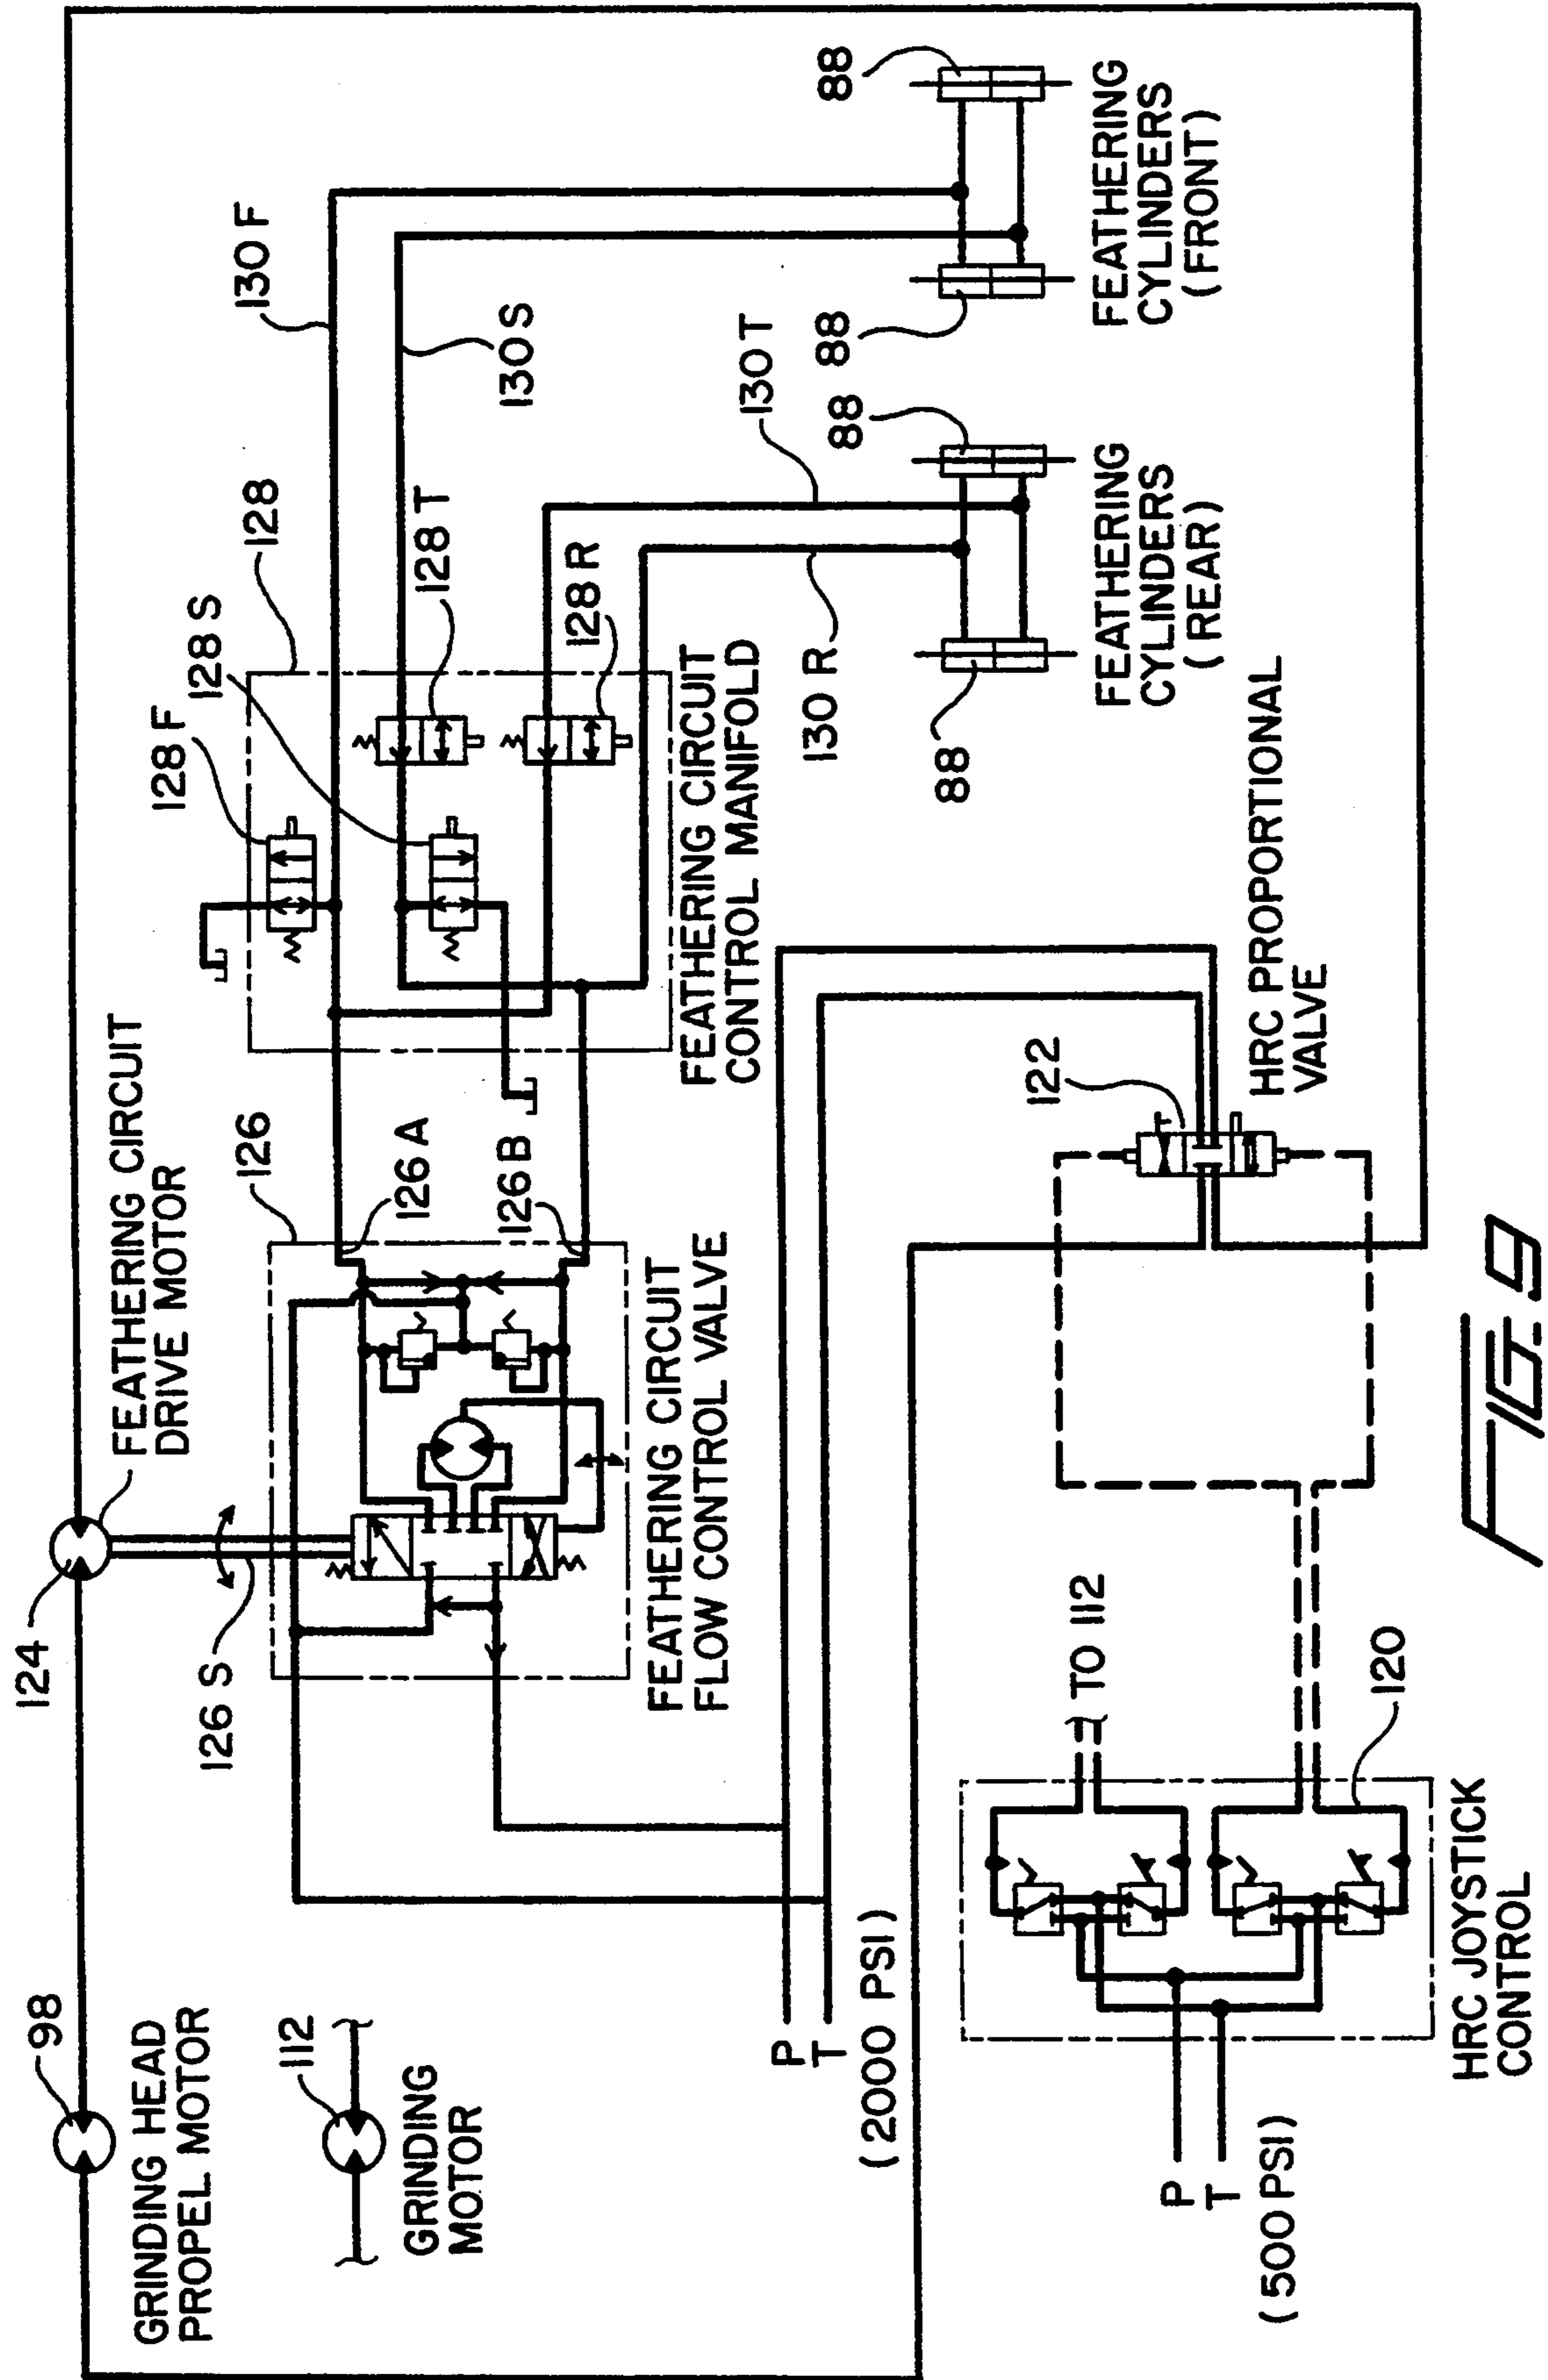 98
GRINDING HEAD
PROPEL MOTOR
112
GRINDING
MOTOR
124
FEATHERING CIRCUIT
DRIVE MOTOR
126 S
126
126 A
126 B
FEATHERING CIRCUIT
FLOW CONTROL VALVE
128 F
128 S
128
128 T
128 R
FEATHERING CIRCUIT
CONTROL MANIFOLD
130 F
130 S
130 T
130 R
88
88
88
88
FEATHERING
CYLINDERS
(REAR)
FEATHERING
CYLINDERS
(FRONT)
P
T
(2000 PSI)
122
HRC PROPORTIONAL
VALVE
TO 112
120
P
T
(500 PSI)
HRC JOYSTICK
CONTROL
FIG. 9